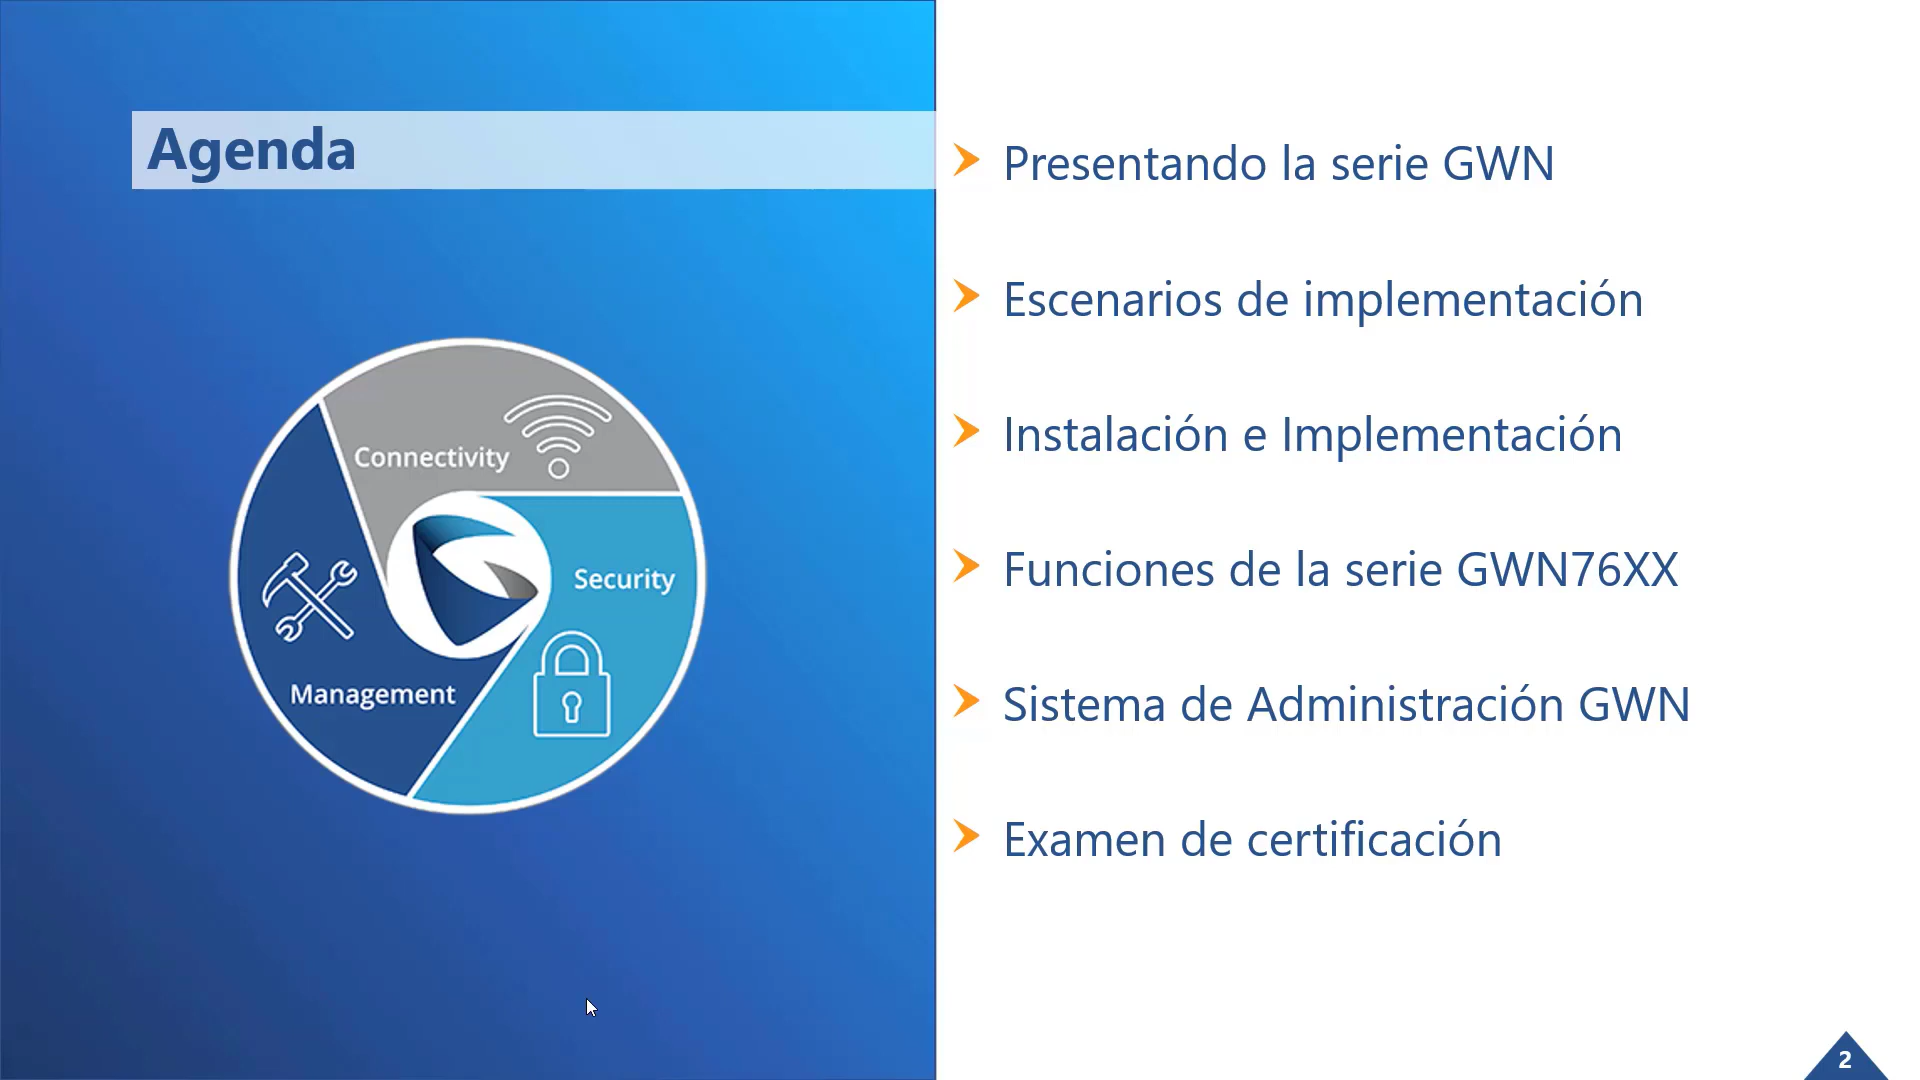 Agenda
Connectivity
Security
Management
Presentando la serie GWN
Escenarios de implementación
Instalación e Implementación
Funciones de la serie GWN76XX
Sistema de Administración GWN
Examen de certificación
2